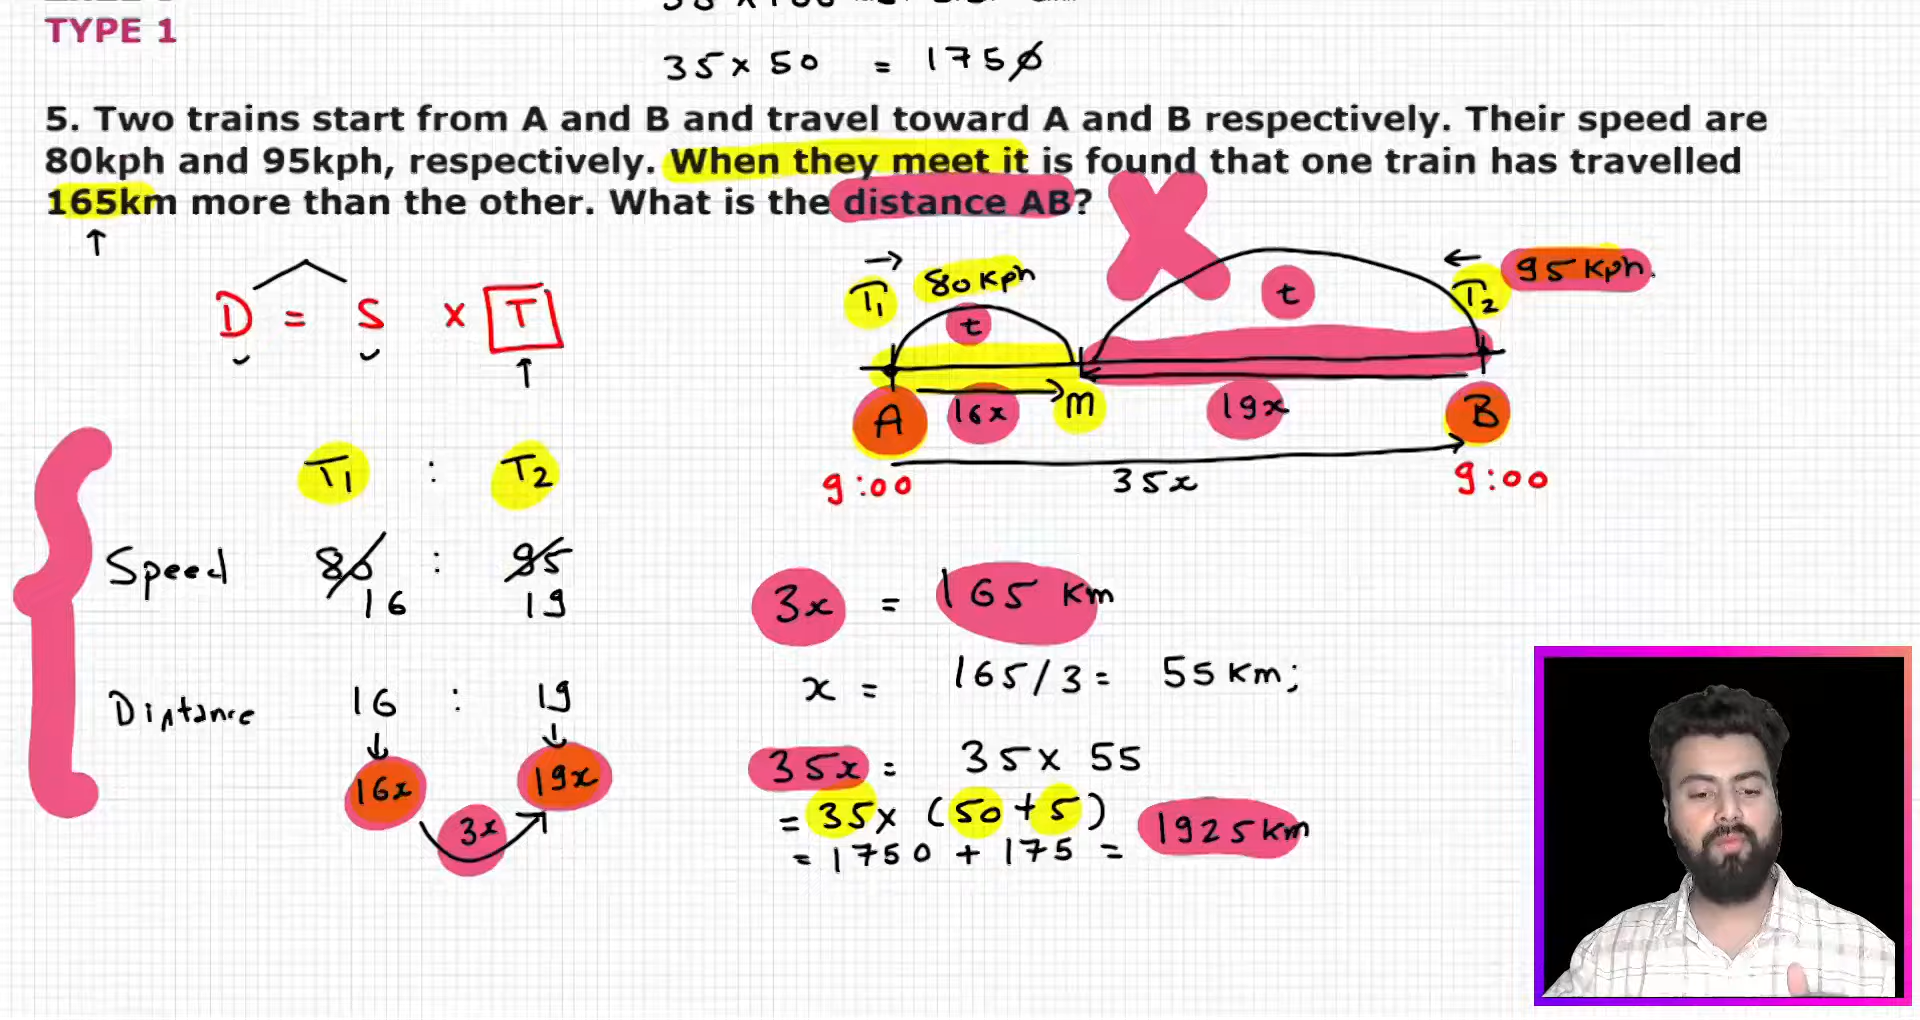 TYPE 1
35 x 50 = 1750
5. Two trains start from A and B and travel toward A and B respectively. Their speed are
80kph and 95kph, respectively. When they meet it is found that one train has travelled
165km more than the other. What is the distance AB?
D = S x T
T1 : T2
Speed 80 : 95
16 19
Distance 16 : 19
16x 19x
3x
T1 80 Kph t t T2 95 Kph.
A 16x M 19x B
9:00 35x 9:00
3x = 165 Km
x = 165/3 = 55 Km;
35x = 35 x 55
= 35 x (50 + 5)
= 1750 + 175 = 1925 Km